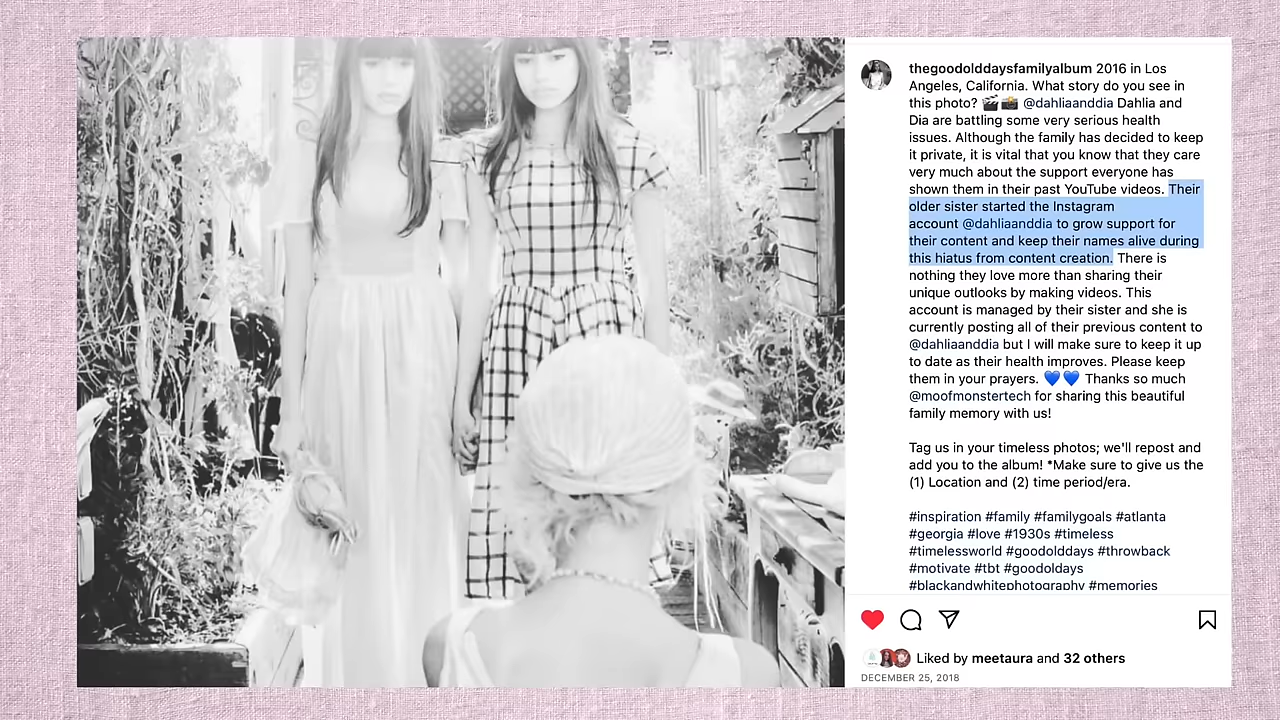 thegoodolddaysfamilyalbum 2016 in Los
Angeles, California. What story do you see in
this photo? 🎬📸 @dahliaanddia Dahlia and
Dia are battling some very serious health
issues. Although the family has decided to keep
it private, it is vital that you know that they care
very much about the support everyone has
shown them in their past YouTube videos. Their
older sister started the Instagram
account @dahliaanddia to grow support for
their content and keep their names alive during
this hiatus from content creation. There is
nothing they love more than sharing their
unique outlooks by making videos. This
account is managed by their sister and she is
currently posting all of their previous content to
@dahliaanddia but I will make sure to keep it up
to date as their health improves. Please keep
them in your prayers. 💙💙 Thanks so much
@moofmonstertech for sharing this beautiful
family memory with us!
Tag us in your timeless photos; we'll repost and
add you to the album! *Make sure to give us the
(1) Location and (2) time period/era.
#inspiration #family #familygoals #atlanta
#georgia #love #1930s #timeless
#timelessworld #goodolddays #throwback
#motivate #tbt #goodoldays
#blackandwhitephotography #memories
Liked by meetaura and 32 others
DECEMBER 25, 2018